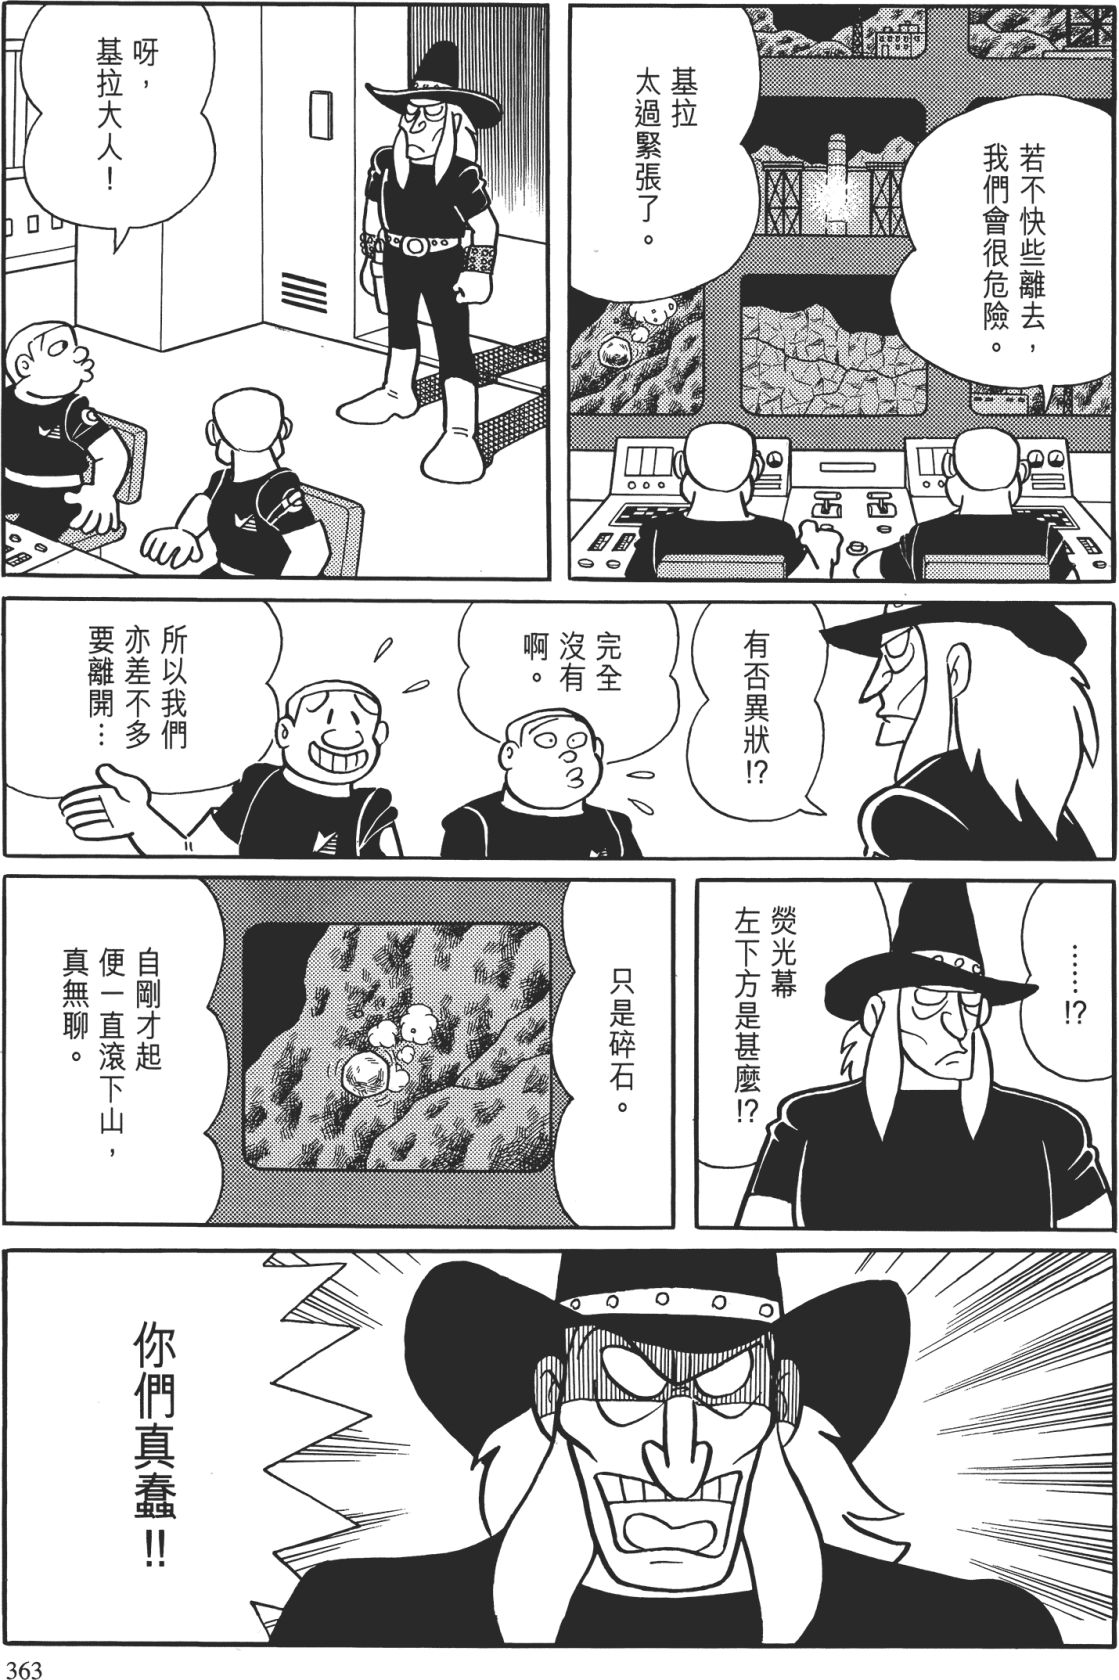 若不快些離去，
我們會很危險。
基拉
太過緊張了。
呀，
基拉大人！
有否異狀!?
完全
沒有
啊。
所以我們
亦差不多
要離開…
……!?
熒光幕
左下方是甚麼!?
只是碎石。
自剛才起
便一直滾下山，
真無聊。
你們真蠢!!
363